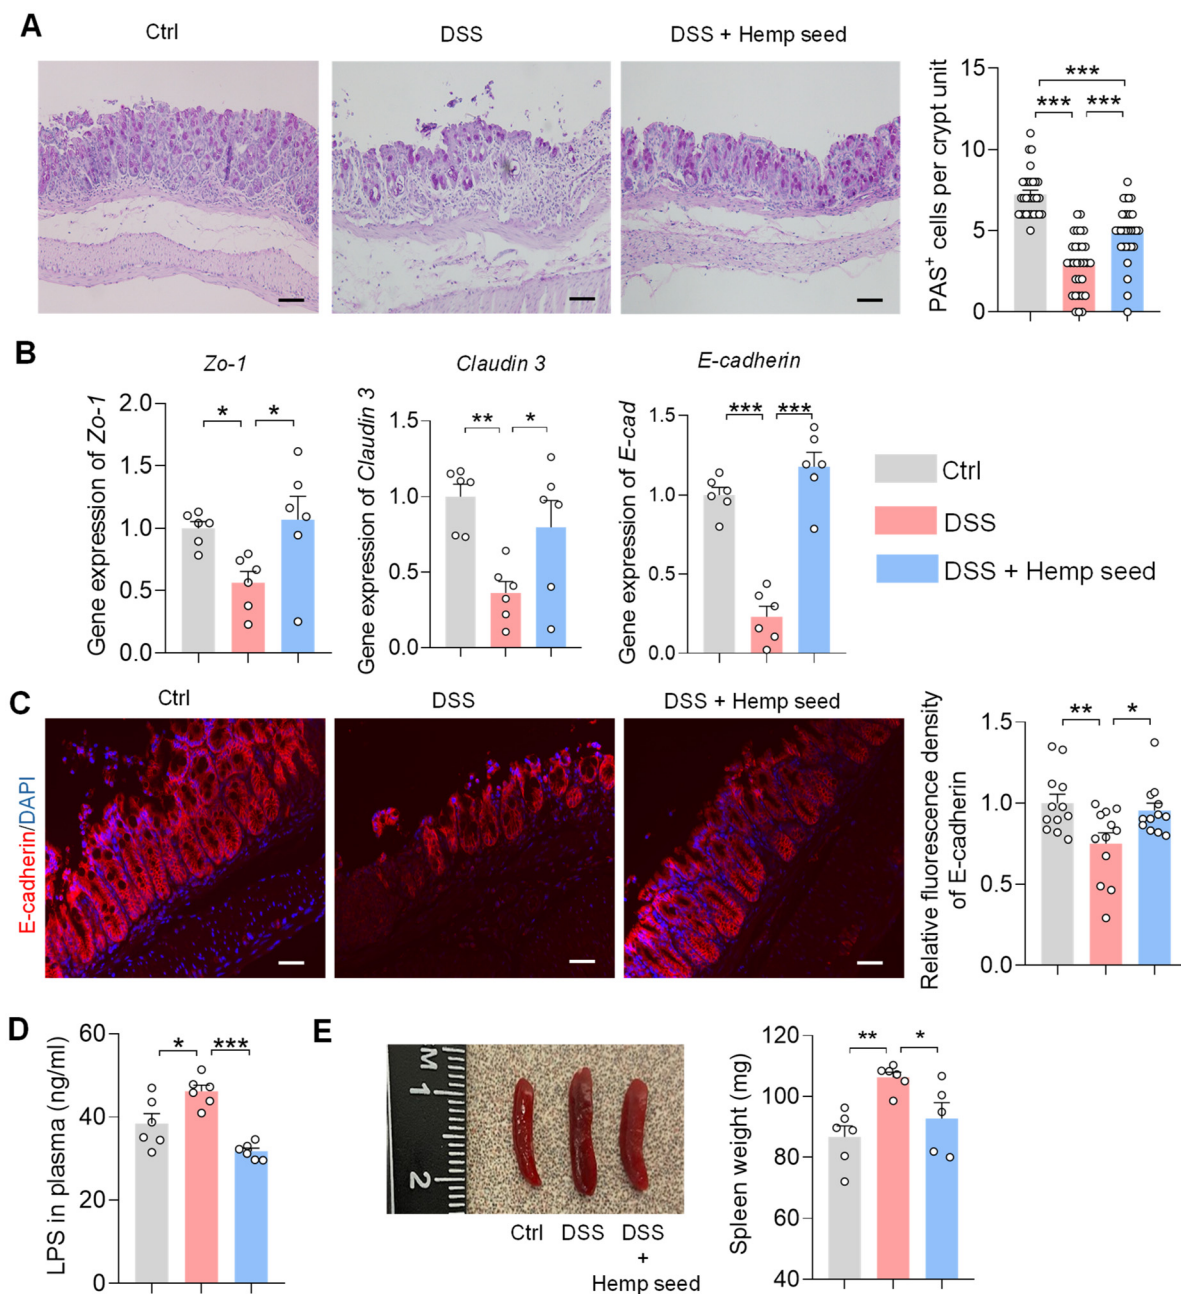 A
Ctrl
DSS
DSS + Hemp seed
PAS+ cells per crypt unit
15
10
5
0
***
*** ***
B
Zo-1
Gene expression of Zo-1
2.0
1.5
1.0
0.5
0.0
* *
Claudin 3
Gene expression of Claudin 3
1.5
1.0
0.5
0.0
** *
E-cadherin
Gene expression of E-cad
1.5
1.0
0.5
0.0
*** ***
Ctrl
DSS
DSS + Hemp seed
C
Ctrl
DSS
DSS + Hemp seed
E-cadherin/DAPI
Relative fluorescence density
of E-cadherin
1.5
1.0
0.5
0.0
** *
D
LPS in plasma (ng/ml)
60
40
20
0
* ***
E
M
1
2
Ctrl
DSS
DSS
+
Hemp seed
Spleen weight (mg)
120
100
80
60
40
** *